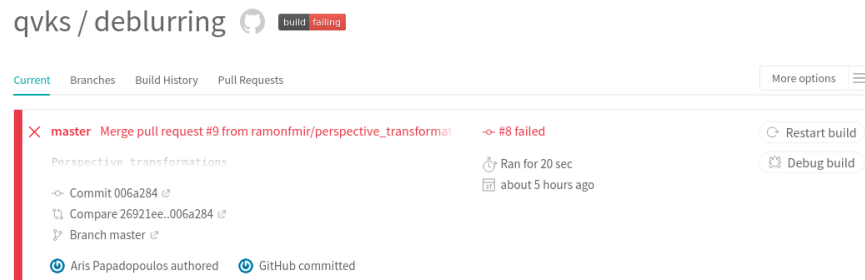 qvks / deblurring build failing
Current Branches Build History Pull Requests More options
master Merge pull request #9 from ramonfmir/perspective_transformat #8 failed Restart build
Perspective transformations Ran for 20 sec Debug build
Commit 006a284 about 5 hours ago
Compare 26921ee..006a284
Branch master
Aris Papadopoulos authored GitHub committed